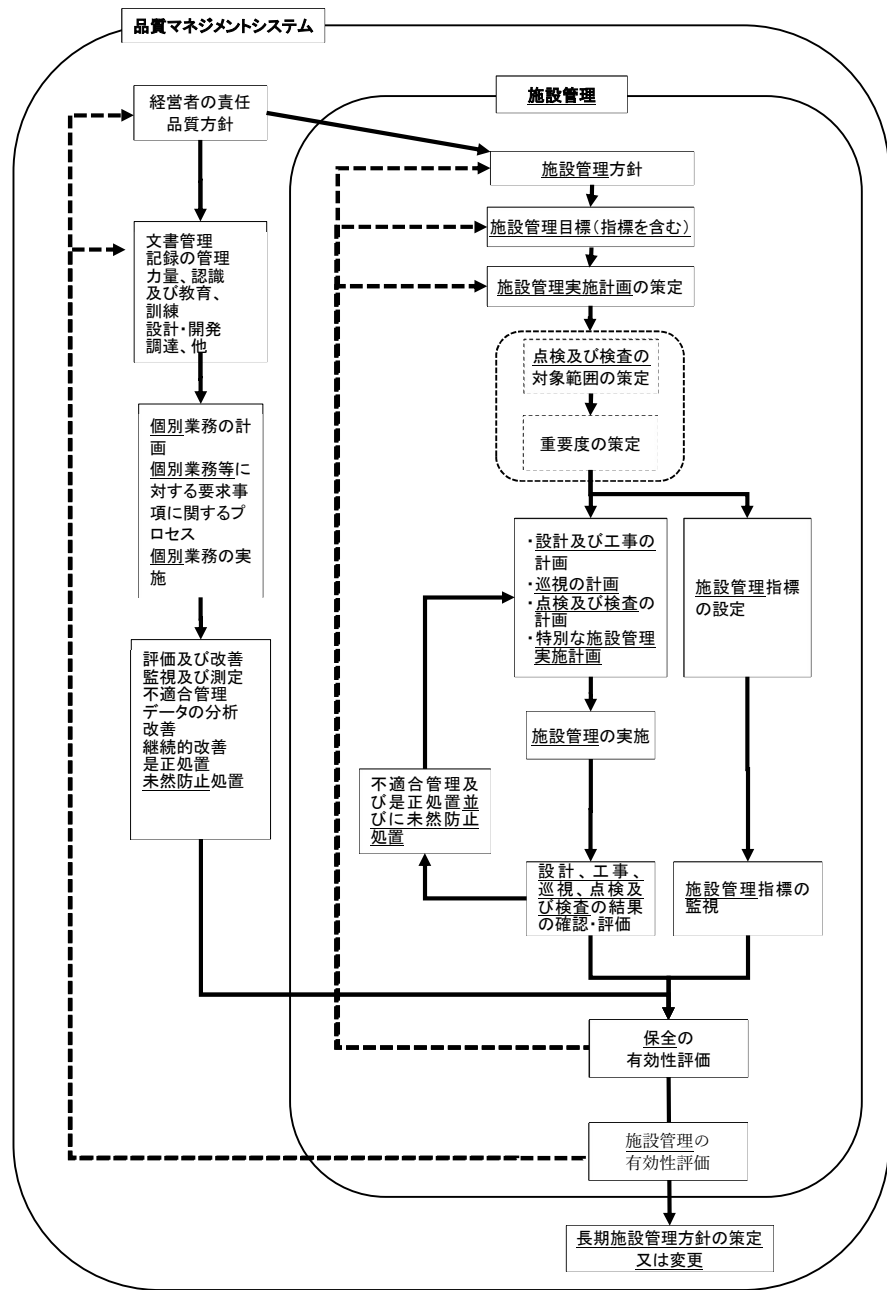 品質マネジメントシステム
経営者の責任
品質方針
文書管理
記録の管理
力量、認識
及び教育、
訓練
設計・開発
調達、他
個別業務の計
画
個別業務等に
対する要求事
項に関するプ
ロセス
個別業務の実
施
評価及び改善
監視及び測定
不適合管理
データの分析
改善
継続的改善
是正処置
未然防止処置
施設管理
施設管理方針
施設管理目標(指標を含む)
施設管理実施計画の策定
点検及び検査の
対象範囲の策定
重要度の策定
・設計及び工事の
計画
・巡視の計画
・点検及び検査の
計画
・特別な施設管理
実施計画
施設管理指標
の設定
施設管理の実施
不適合管理及
び是正処置並
びに未然防止
処置
設計、工事、
巡視、点検及
び検査の結果
の確認・評価
施設管理指標の
監視
保全の
有効性評価
施設管理の
有効性評価
長期施設管理方針の策定
又は変更